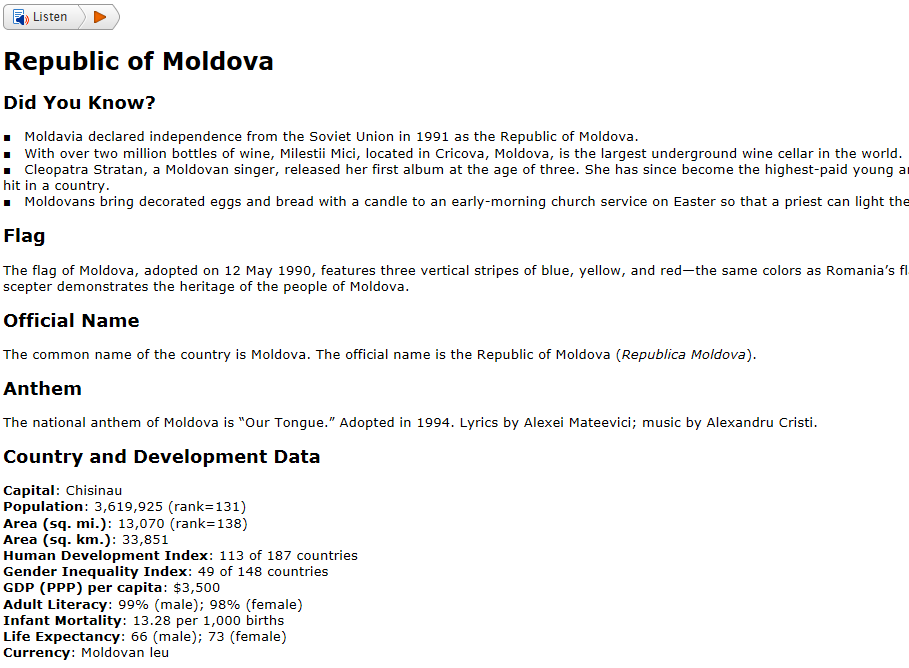 Listen
Republic of Moldova
Did You Know?
▪ Moldavia declared independence from the Soviet Union in 1991 as the Republic of Moldova.
▪ With over two million bottles of wine, Milestii Mici, located in Cricova, Moldova, is the largest underground wine cellar in the world.
▪ Cleopatra Stratan, a Moldovan singer, released her first album at the age of three. She has since become the highest-paid young
hit in a country.
▪ Moldovans bring decorated eggs and bread with a candle to an early-morning church service on Easter so that a priest can light the
Flag
The flag of Moldova, adopted on 12 May 1990, features three vertical stripes of blue, yellow, and red—the same colors as Romania’s
scepter demonstrates the heritage of the people of Moldova.
Official Name
The common name of the country is Moldova. The official name is the Republic of Moldova (Republica Moldova).
Anthem
The national anthem of Moldova is “Our Tongue.” Adopted in 1994. Lyrics by Alexei Mateevici; music by Alexandru Cristi.
Country and Development Data
Capital: Chisinau
Population: 3,619,925 (rank=131)
Area (sq. mi.): 13,070 (rank=138)
Area (sq. km.): 33,851
Human Development Index: 113 of 187 countries
Gender Inequality Index: 49 of 148 countries
GDP (PPP) per capita: $3,500
Adult Literacy: 99% (male); 98% (female)
Infant Mortality: 13.28 per 1,000 births
Life Expectancy: 66 (male); 73 (female)
Currency: Moldovan leu